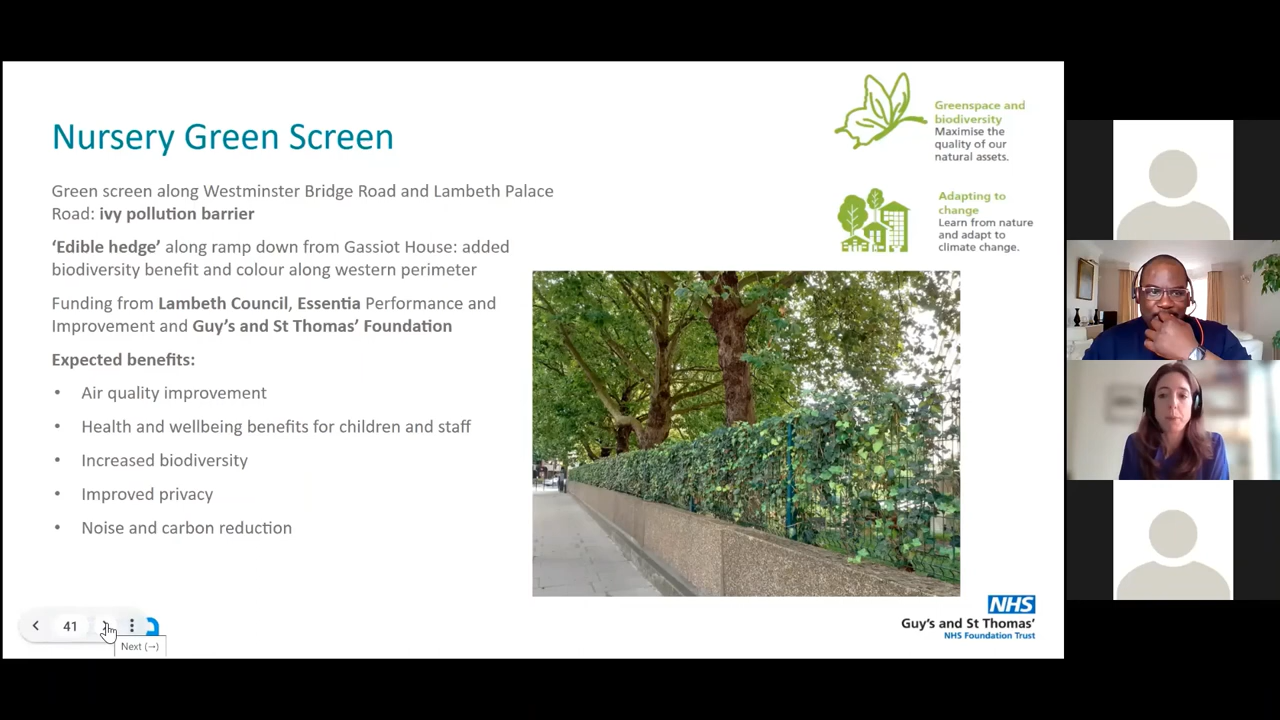 Nursery Green Screen
Green screen along Westminster Bridge Road and Lambeth Palace
Road: ivy pollution barrier
‘Edible hedge’ along ramp down from Gassiot House: added
biodiversity benefit and colour along western perimeter
Funding from Lambeth Council, Essentia Performance and
Improvement and Guy’s and St Thomas’ Foundation
Expected benefits:
• Air quality improvement
• Health and wellbeing benefits for children and staff
• Increased biodiversity
• Improved privacy
• Noise and carbon reduction
Greenspace and
biodiversity
Maximise the
quality of our
natural assets.
Adapting to
change
Learn from nature
and adapt to
climate change.
41
Next (→)
NHS
Guy’s and St Thomas’
NHS Foundation Trust